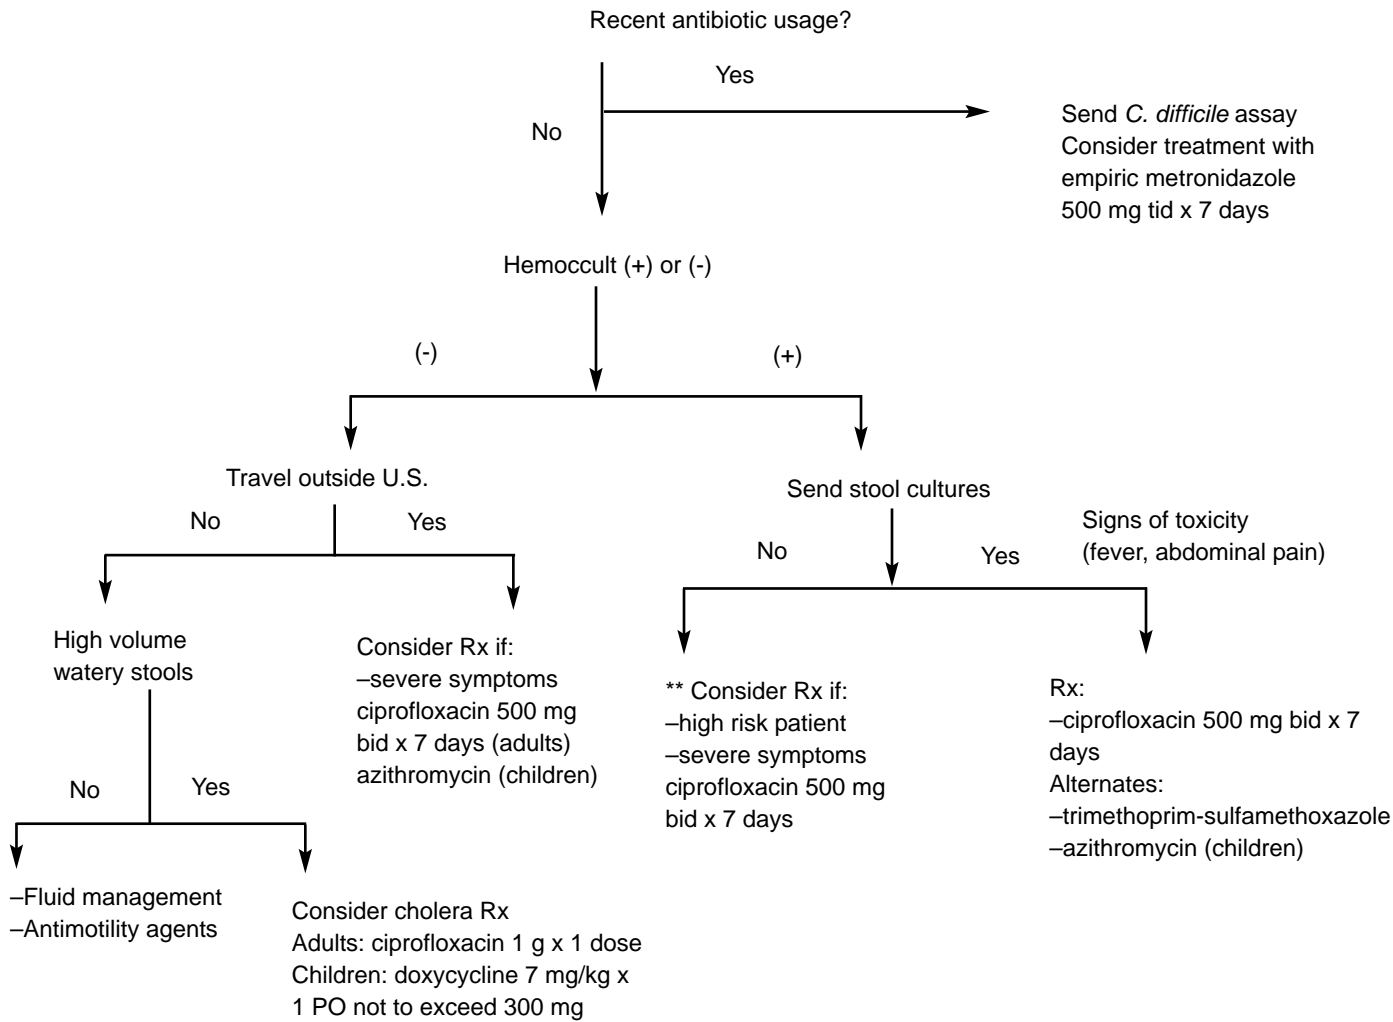 Recent antibiotic usage?
Yes
No
Send C. difficile assay
Consider treatment with
empiric metronidazole
500 mg tid x 7 days
Hemoccult (+) or (-)
(-)
(+)
Travel outside U.S.
No
Yes
Send stool cultures
No
Yes
Signs of toxicity
(fever, abdominal pain)
High volume
watery stools
Consider Rx if:
–severe symptoms
ciprofloxacin 500 mg
bid x 7 days (adults)
azithromycin (children)
** Consider Rx if:
–high risk patient
–severe symptoms
ciprofloxacin 500 mg
bid x 7 days
Rx:
–ciprofloxacin 500 mg bid x 7
days
Alternates:
–trimethoprim-sulfamethoxazole
–azithromycin (children)
No
Yes
–Fluid management
–Antimotility agents
Consider cholera Rx
Adults: ciprofloxacin 1 g x 1 dose
Children: doxycycline 7 mg/kg x
1 PO not to exceed 300 mg